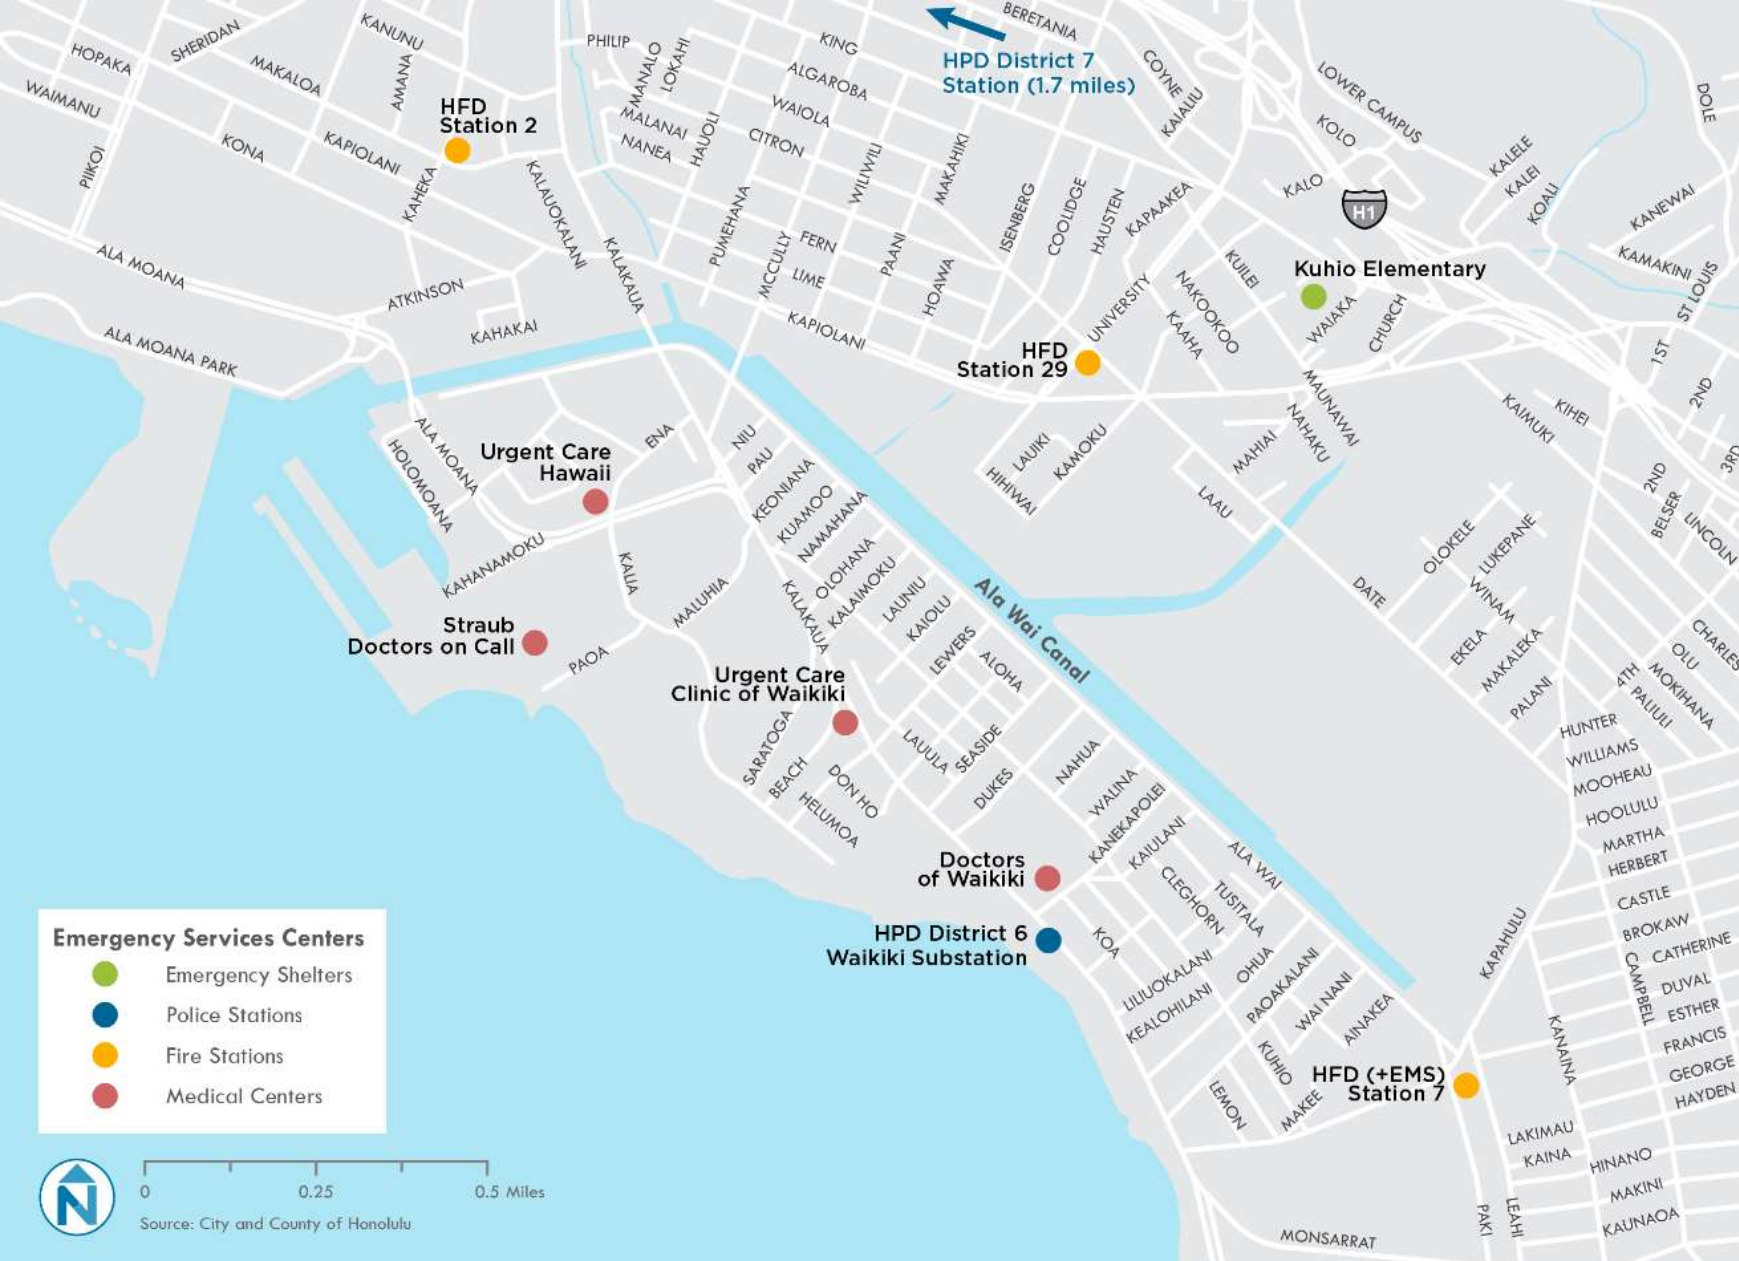 BERETANIA
KANUNU
SHERIDAN
PHILIP
KING
HPD District 7
Station (1.7 miles)
COYNE
HOPAKA
MAKALOA
AMANA
MANALO
LOKAHI
ALGAROBA
LOWER CAMPUS
DOLE
WAIMANU
HFD
Station 2
MALANAI
WAIOLA
KAIALIU
KOLO
KONA
KAPIOLANI
NANEA
HAUOLI
CITRON
WILIWILI
MAKAHIKI
KALELE
KALEI
PIIKOI
KAHEKA
KALAUOKALANI
KALO
H1
KOALI
KANEWAI
PUMEHANA
ISENBERG
COOLIDGE
HAUSTEN
KAPAAKEA
ALA MOANA
KALAKAUA
MCCULLY
FERN
PAANI
KUILEI
KAMAKINI
Kuhio Elementary
ATKINSON
LIME
HOAWA
UNIVERSITY
NAKOOKOO
ST LOUIS
KAHAKAI
KAPIOLANI
KAAHA
WAIAKA
CHURCH
ALA MOANA PARK
HFD
Station 29
1ST
2ND
ALA MOANA
MAUNAWAI
KAIMUKI
KIHEI
HOLOMOANA
Urgent Care
Hawaii
ENA
NIU
PAU
LAUIKI
KAMOKU
MAHIAI
NAHAKU
3RD
KEONIANA
KUAMOO
NAMAHANA
HIHIWAI
LAAU
2ND
BELSER
LINCOLN
KAHANAMOKU
KALIA
OLOHANA
KALAIMOKU
OLOKELE
LUKEPANE
MALUHIA
KALAKAUA
LAUNIU
KAIOLU
Ala Wai Canal
DATE
WINAM
Straub
Doctors on Call
PAOA
LEWERS
ALOHA
EKELA
MAKALEKA
CHARLES
OLU
Urgent Care
Clinic of Waikiki
PALANI
4TH
MOKIHANA
PALIULI
SARATOGA
LAUULA
SEASIDE
NAHUA
HUNTER
WILLIAMS
BEACH
DON HO
DUKES
WALINA
MOOHEAU
HELUMOA
KANEKAPOLEI
HOOLULU
KAIULANI
MARTHA
Doctors
of Waikiki
ALA WAI
HERBERT
CLEGHORN
TUSITALA
CASTLE
HPD District 6
Waikiki Substation
KOA
KAPAHULU
BROKAW
CATHERINE
LILIUOKALANI
OHUA
PAOAKALANI
CAMPBELL
DUVAL
KEALOHILANI
WAI NANI
AINAKEA
ESTHER
KUHIO
KANAINA
FRANCIS
HFD (+EMS)
Station 7
GEORGE
LEMON
MAKEE
HAYDEN
LAKIMAU
KAINA
HINANO
MAKINI
PAKI
LEAHI
KAUNAOA
MONSARRAT
Emergency Services Centers
Emergency Shelters
Police Stations
Fire Stations
Medical Centers
N
0 0.25 0.5 Miles
Source: City and County of Honolulu